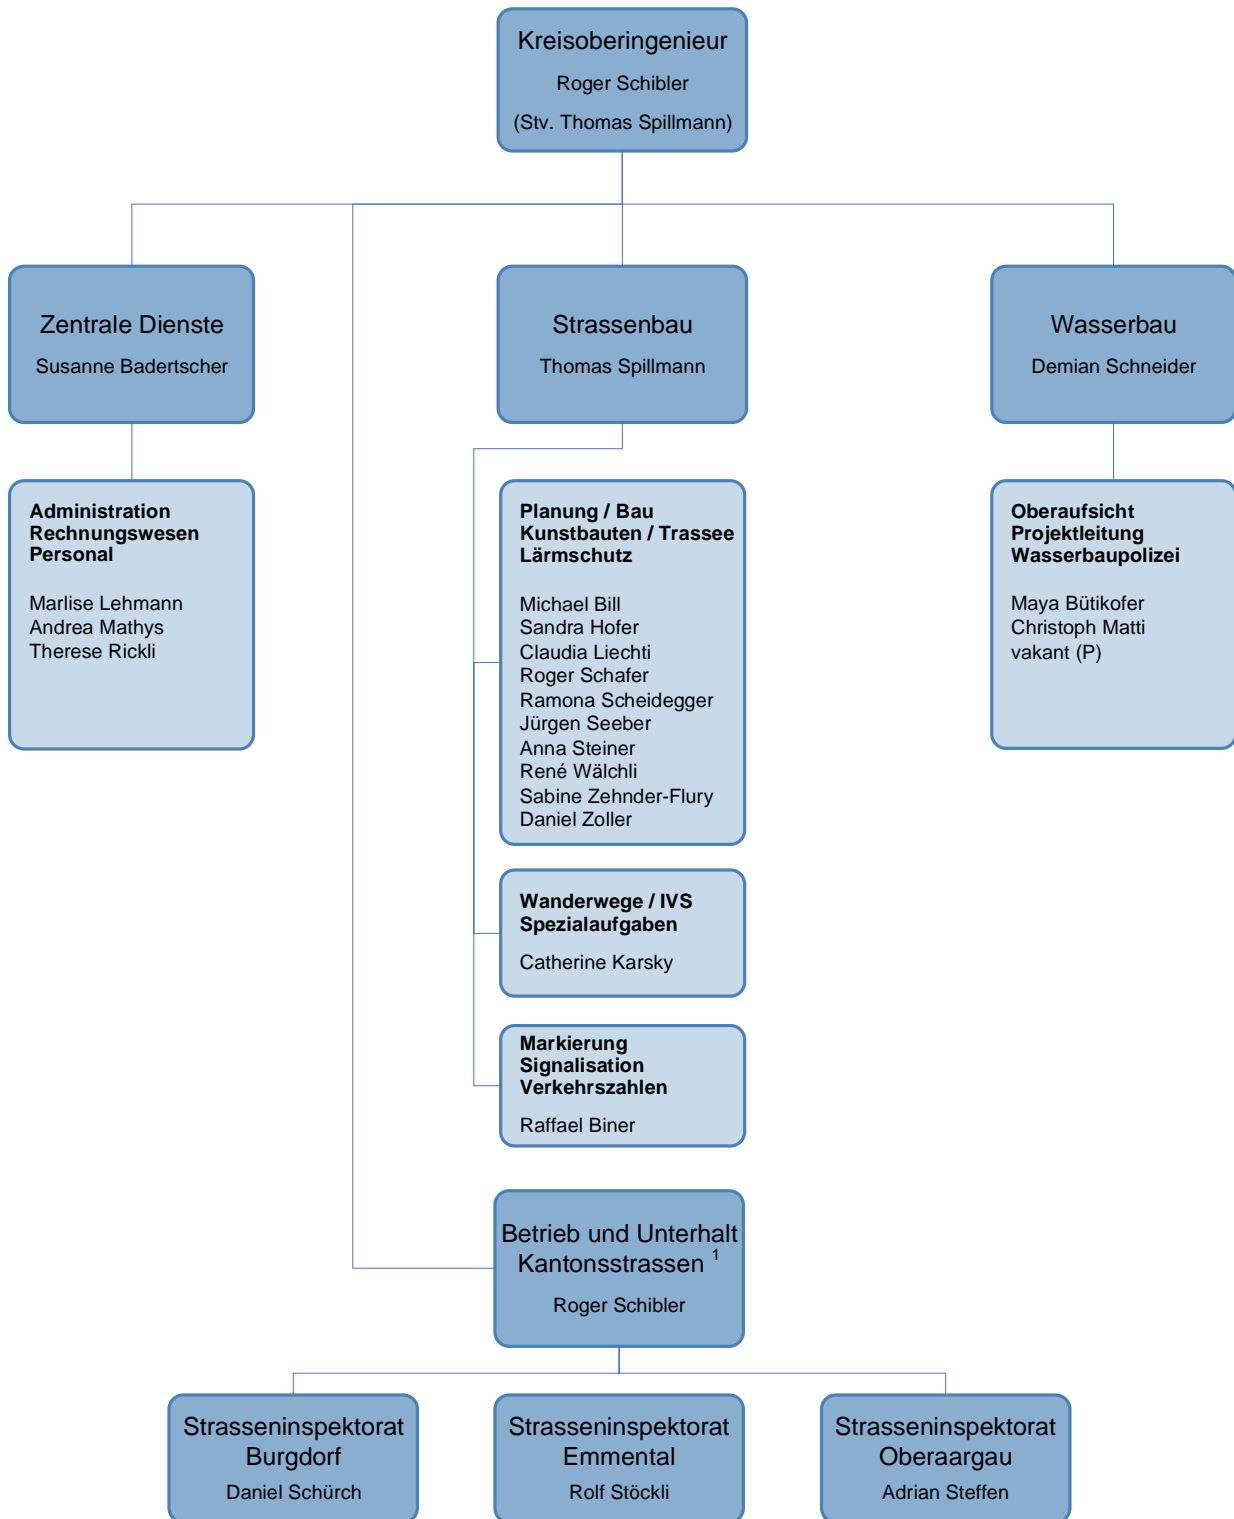 Kreisoberingenieur
Roger Schibler
(Stv. Thomas Spillmann)
Zentrale Dienste
Susanne Badertscher
Strassenbau
Thomas Spillmann
Wasserbau
Demian Schneider
Administration
Rechnungswesen
Personal
Marlise Lehmann
Andrea Mathys
Therese Rickli
Planung / Bau
Kunstbauten / Trassee
Lärmschutz
Michael Bill
Sandra Hofer
Claudia Liechti
Roger Schafer
Ramona Scheidegger
Jürgen Seeber
Anna Steiner
René Wälchli
Sabine Zehnder-Flury
Daniel Zoller
Oberaufsicht
Projektleitung
Wasserbaupolizei
Maya Bütikofer
Christoph Matti
vakant (P)
Wanderwege / IVS
Spezialaufgaben
Catherine Karsky
Markierung
Signalisation
Verkehrszahlen
Raffael Biner
Betrieb und Unterhalt
Kantonsstrassen 1
Roger Schibler
Strasseninspektorat
Burgdorf
Daniel Schürch
Strasseninspektorat
Emmental
Rolf Stöckli
Strasseninspektorat
Oberaargau
Adrian Steffen